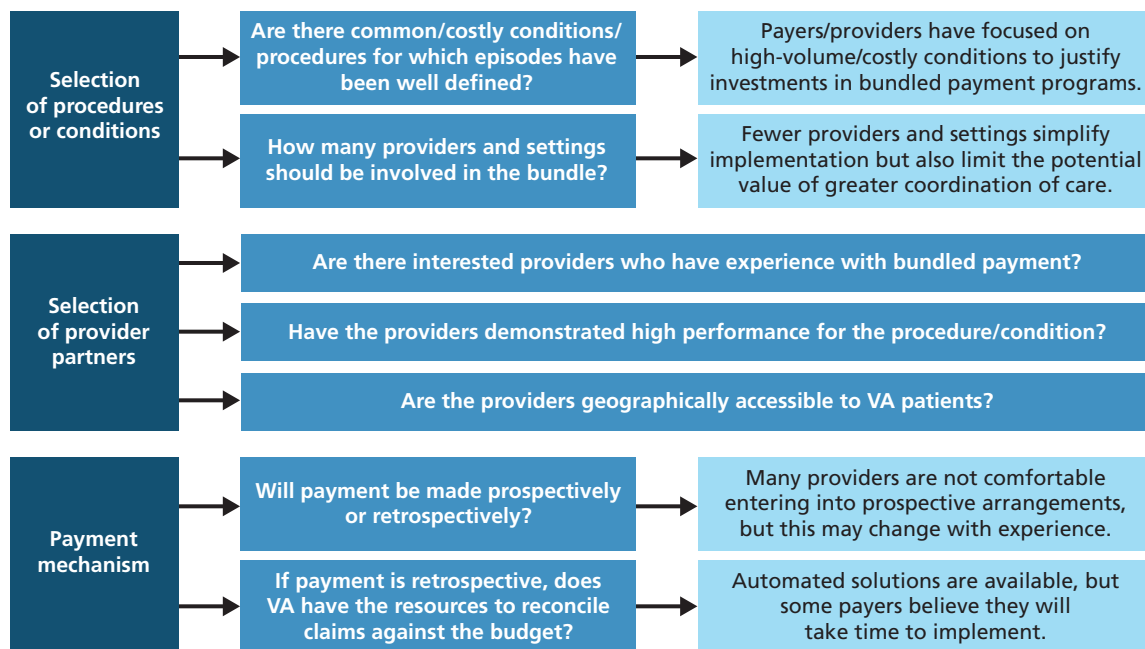 Selection
of procedures
or conditions
Are there common/costly conditions/
procedures for which episodes have
been well defined?
Payers/providers have focused on
high-volume/costly conditions to justify
investments in bundled payment programs.
How many providers and settings
should be involved in the bundle?
Fewer providers and settings simplify
implementation but also limit the potential
value of greater coordination of care.
Selection
of provider
partners
Are there interested providers who have experience with bundled payment?
Have the providers demonstrated high performance for the procedure/condition?
Are the providers geographically accessible to VA patients?
Payment
mechanism
Will payment be made prospectively
or retrospectively?
Many providers are not comfortable
entering into prospective arrangements,
but this may change with experience.
If payment is retrospective, does
VA have the resources to reconcile
claims against the budget?
Automated solutions are available, but
some payers believe they will
take time to implement.